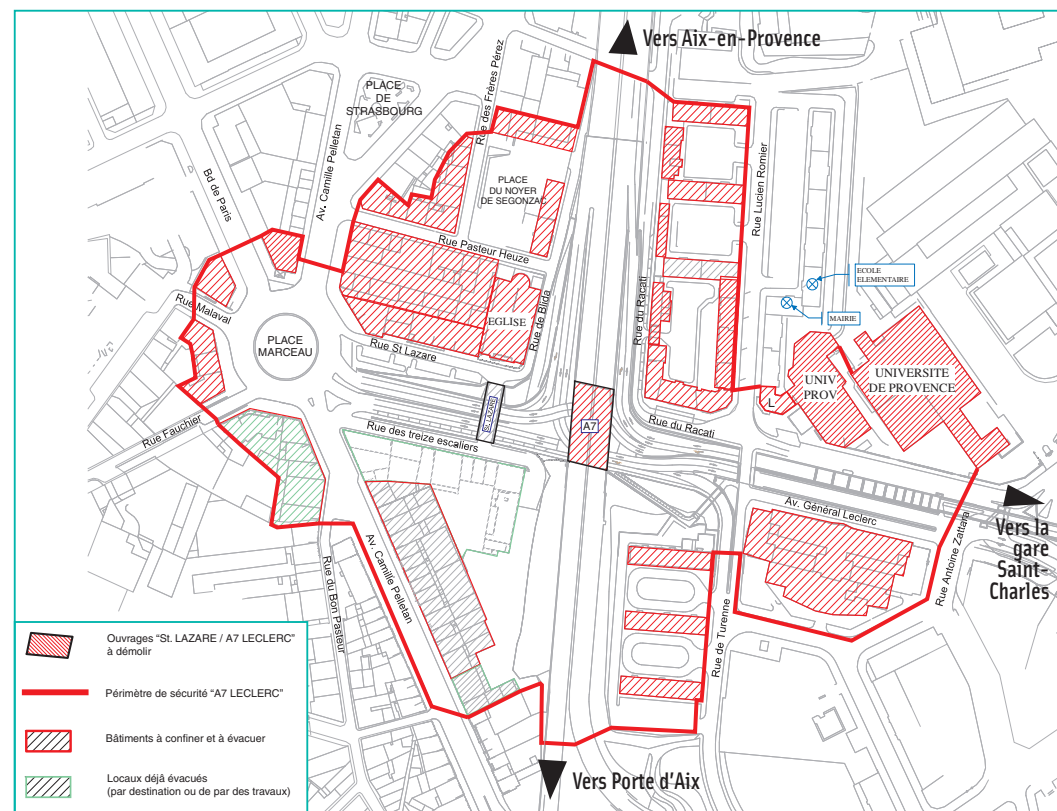 Vers Aix-en-Provence
PLACE
DE
STRASBOURG
Rue des Frères Pérez
Av. Camille Pelletan
Bd de Paris
PLACE
DU NOYER
DE SEGONZAC
Rue Lucien Romier
Rue Pasteur Heuze
Rue du Racati
ECOLE
ELEMENTAIRE
MAIRIE
Rue Malaval
EGLISE
Rue de Blida
PLACE
MARCEAU
Rue St Lazare
UNIV
PROV
UNIVERSITE
DE PROVENCE
L
ST LAZARE
A7
Rue du Racati
Rue Fauchier
Rue des treize escaliers
Av. Général Leclerc
Vers la
gare
Saint-
Charles
Rue Antoine Zattara
Av. Camille Pelletan
Rue du Bon Pasteur
Rue de Turenne
Vers Porte d'Aix
Ouvrages "St. LAZARE / A7 LECLERC"
à démolir
Périmètre de sécurité "A7 LECLERC"
Bâtiments à confiner et à évacuer
Locaux déjà évacués
(par destination ou de par des travaux)